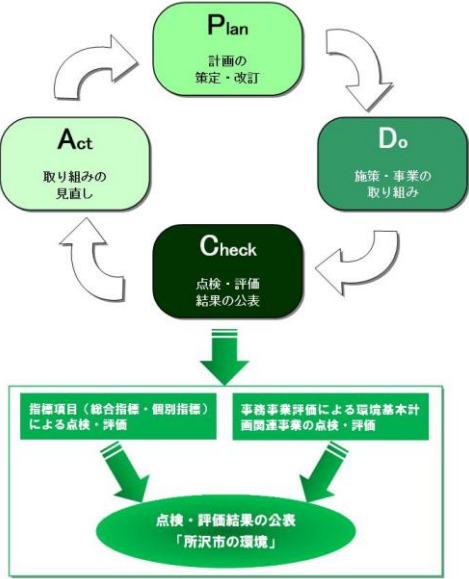 Plan
計画の
策定・改訂
Act
取り組みの
見直し
Do
施策・事業の
取り組み
Check
点検・評価
結果の公表
指標項目（総合指標・個別指標）
による点検・評価
事務事業評価による環境基本計
画関連事業の点検・評価
点検・評価結果の公表
「所沢市の環境」